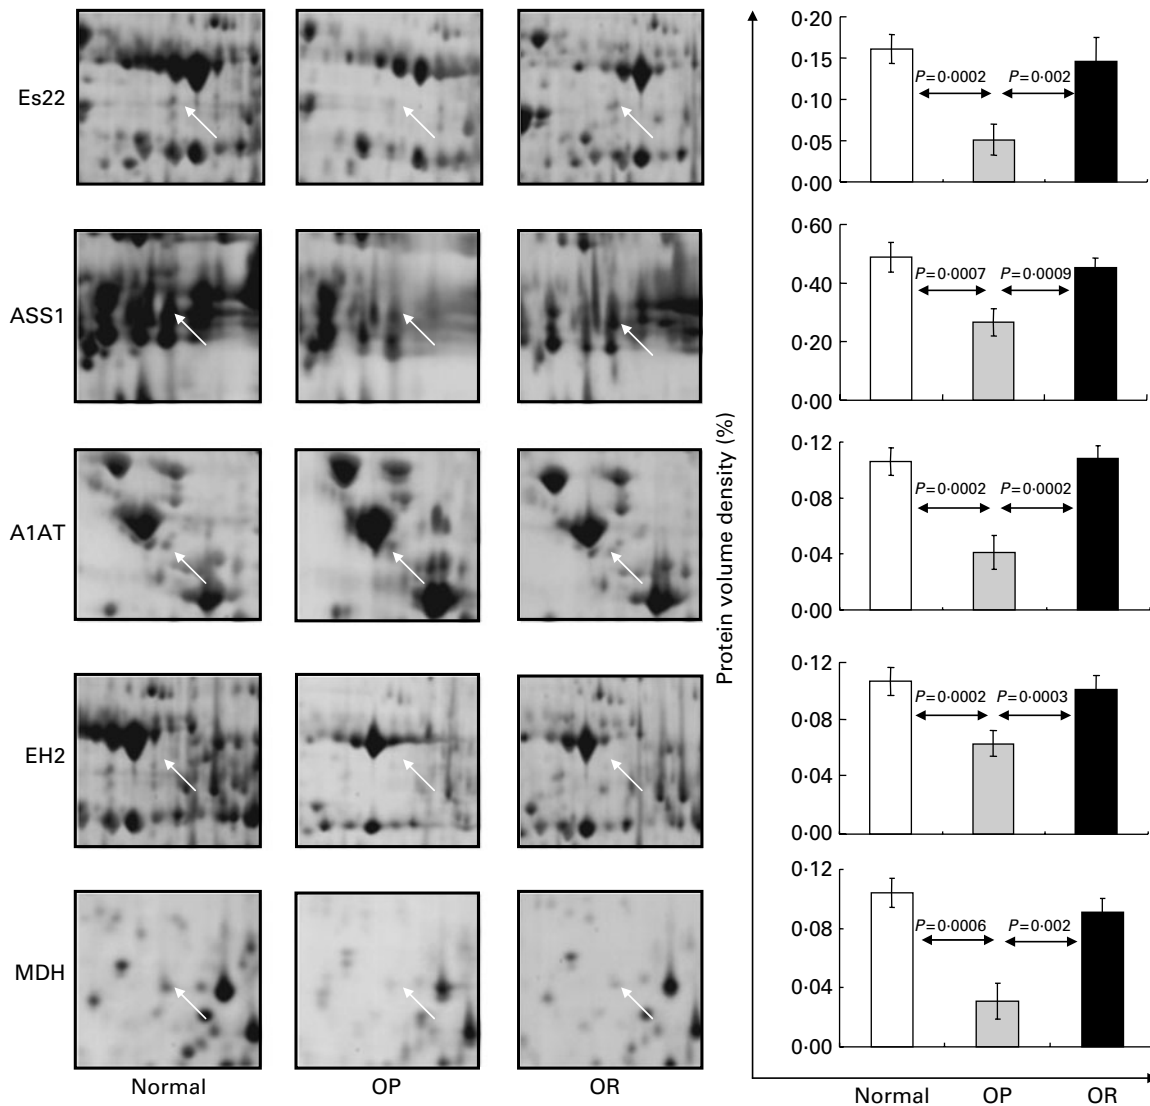 Es22
ASS1
A1AT
EH2
MDH
Normal OP OR
Protein volume density (%)
0·20
0·15
0·10
0·05
0·00
P=0·0002 P=0·002
0·60
0·40
0·20
0·00
P=0·0007 P=0·0009
0·12
0·08
0·04
0·00
P=0·0002 P=0·0002
0·12
0·08
0·04
0·00
P=0·0002 P=0·0003
0·12
0·08
0·04
0·00
P=0·0006 P=0·002
Normal OP OR